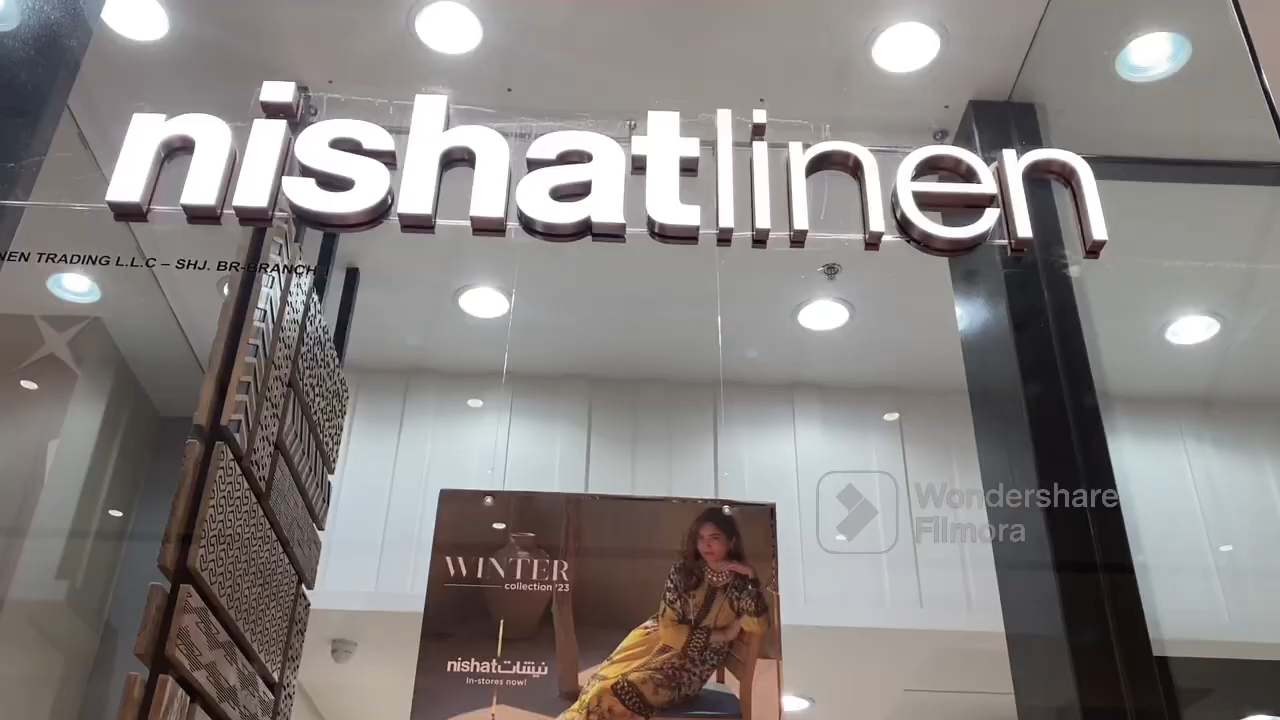 nishatlinen
NEN TRADING L.L.C – SHJ. BR-BRANCH
Wondershare
Filmora
WINTER
collection '23
nishat نيشات
In-stores now!